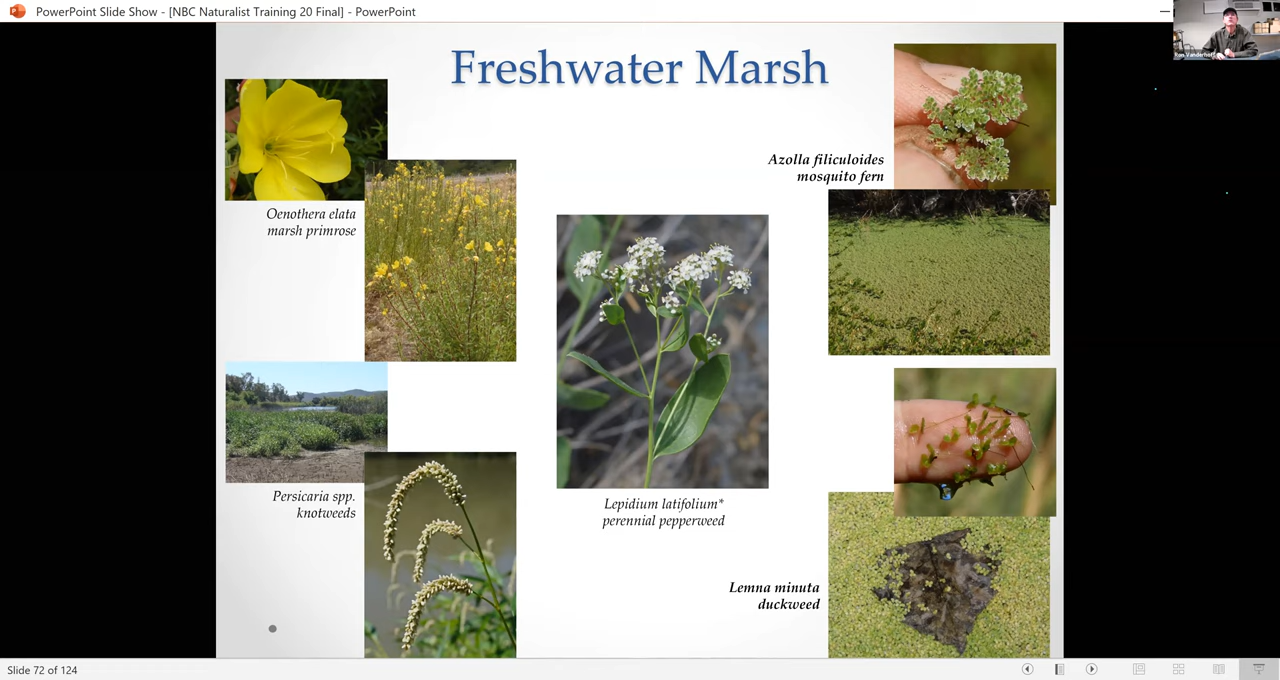 PowerPoint Slide Show - [NBC Naturalist Training 20 Final] - PowerPoint
Freshwater Marsh
Oenothera elata
marsh primrose
Azolla filiculoides
mosquito fern
Persicaria spp.
knotweeds
Lepidium latifolium*
perennial pepperweed
Lemna minuta
duckweed
Slide 72 of 124